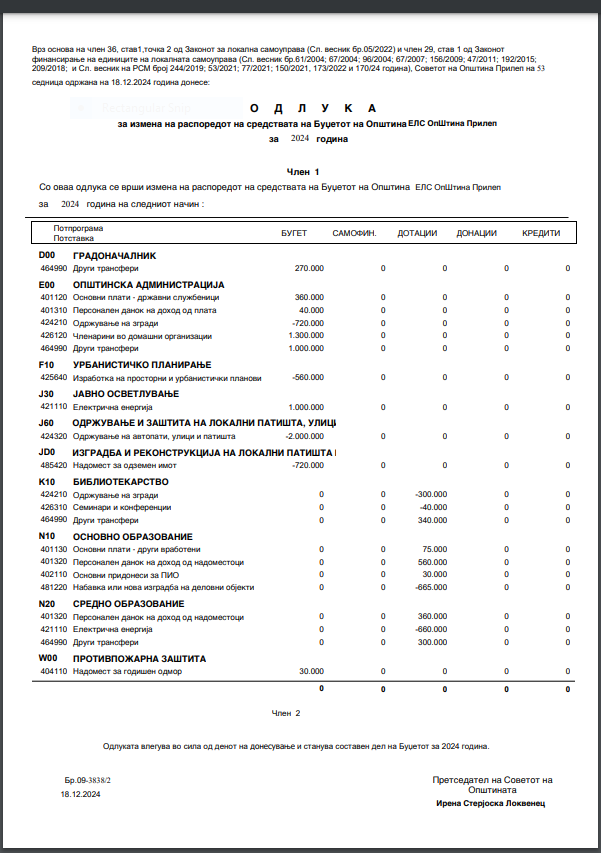 Врз основа на член 36, став1,точка 2 од Законот за локална самоуправа (Сл. весник бр.05/2022) и член 29, став 1 од Законот
финансирање на единиците на локалната самоуправа (Сл. весник бр.61/2004; 67/2004; 96/2004; 67/2007; 156/2009; 47/2011; 192/2015;
209/2018; и Сл. весник на РСМ број 244/2019; 53/2021; 77/2021; 150/2021, 173/2022 и 170/24 година), Советот на Општина Прилеп на 53
седница одржана на 18.12.2024 година донесе:
О Д Л У К А
за измена на распоредот на средствата на Буџетот на Општина ЕЛС ОпШтина Прилеп
за 2024 година
Член 1
Со оваа одлука се врши измена на распоредот на средствата на Буџетот на Општина ЕЛС ОпШтина Прилеп
за 2024 година на следниот начин :
Потпрограма
Потставка БУГЕТ САМОФИН. ДОТАЦИИ ДОНАЦИИ КРЕДИТИ
D00 ГРАДОНАЧАЛНИК
464990 Други трансфери 270.000 0 0 0 0
E00 ОПШТИНСКА АДМИНИСТРАЦИЈА
401120 Основни плати - државни службеници 360.000 0 0 0 0
401310 Персонален данок на доход од плата 40.000 0 0 0 0
424210 Одржување на згради -720.000 0 0 0 0
426120 Членарини во домашни организации 1.300.000 0 0 0 0
464990 Други трансфери 1.000.000 0 0 0 0
F10 УРБАНИСТИЧКО ПЛАНИРАЊЕ
425640 Изработка на просторни и урбанистички планови -560.000 0 0 0 0
J30 ЈАВНО ОСВЕТЛУВАЊЕ
421110 Електрична енергија 1.000.000 0 0 0 0
J60 ОДРЖУВАЊЕ И ЗАШТИТА НА ЛОКАЛНИ ПАТИШТА, УЛИЦИ
424320 Одржување на автопати, улици и патишта -2.000.000 0 0 0 0
JD0 ИЗГРАДБА И РЕКОНСТРУКЦИЈА НА ЛОКАЛНИ ПАТИШТА
485420 Надомест за одземен имот -720.000 0 0 0 0
K10 БИБЛИОТЕКАРСТВО
424210 Одржување на згради 0 0 -300.000 0 0
426310 Семинари и конференции 0 0 -40.000 0 0
464990 Други трансфери 0 0 340.000 0 0
N10 ОСНОВНО ОБРАЗОВАНИЕ
401130 Основни плати - други вработени 0 0 75.000 0 0
401320 Персонален данок на доход од надоместоци 0 0 560.000 0 0
402110 Основни придонеси за ПИО 0 0 30.000 0 0
481220 Набавка или нова изградба на деловни објекти 0 0 -665.000 0 0
N20 СРЕДНО ОБРАЗОВАНИЕ
401320 Персонален данок на доход од надоместоци 0 0 360.000 0 0
421110 Електрична енергија 0 0 -660.000 0 0
464990 Други трансфери 0 0 300.000 0 0
W00 ПРОТИВПОЖАРНА ЗАШТИТА
404110 Надомест за годишен одмор 30.000 0 0 0 0
0 0 0 0 0
Член 2
Одлуката влегува во сила од денот на донесување и станува составен дел на Буџетот за 2024 година.
Бр.09-3838/2
18.12.2024
Претседател на Советот на
Општината
Ирена Стерјоска Локвенец